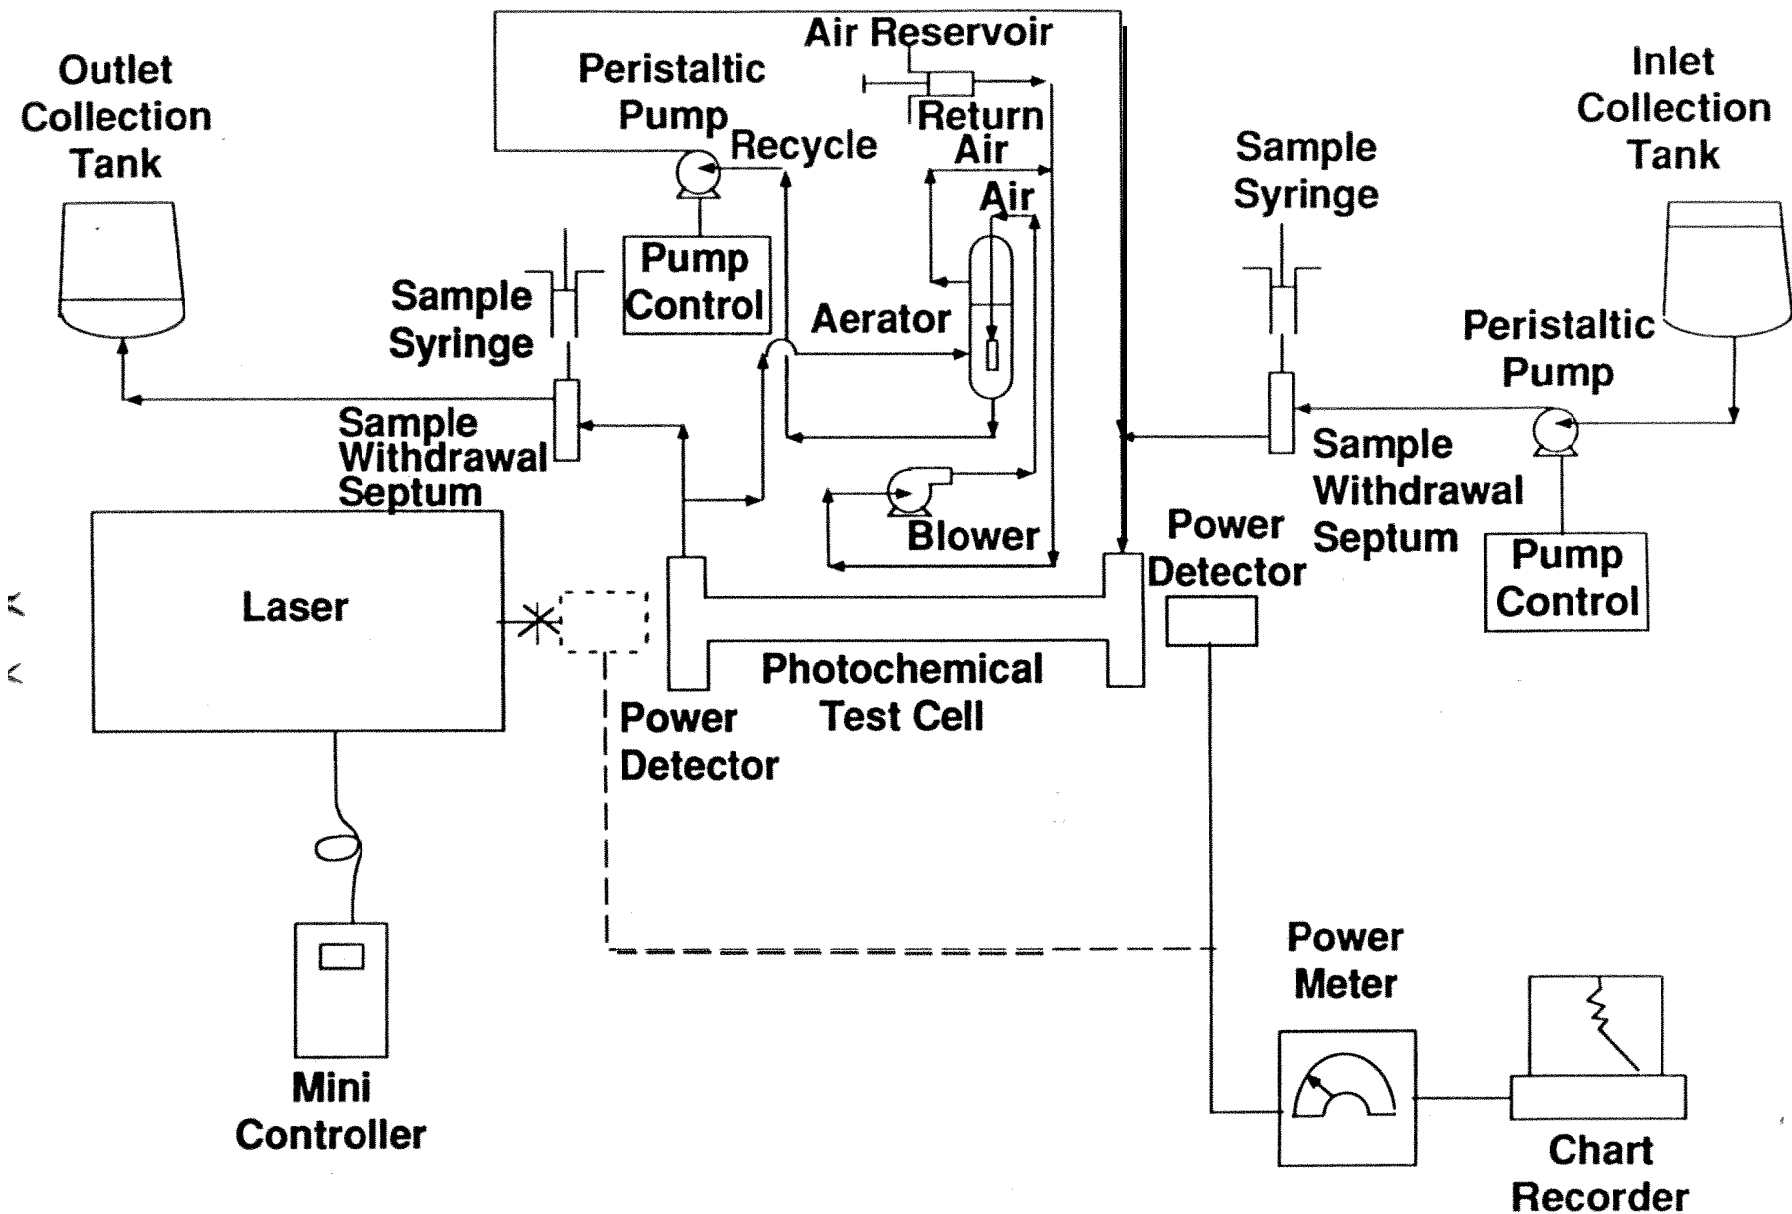 Outlet
Collection
Tank
Peristaltic
Pump
Recycle
Air Reservoir
Return
Air
Air
Inlet
Collection
Tank
Sample
Syringe
Pump
Control
Sample
Syringe
Aerator
Peristaltic
Pump
Sample
Withdrawal
Septum
Sample
Withdrawal
Septum
Blower
Power
Detector
Pump
Control
Laser
Photochemical
Test Cell
Power
Detector
Mini
Controller
Power
Meter
Chart
Recorder